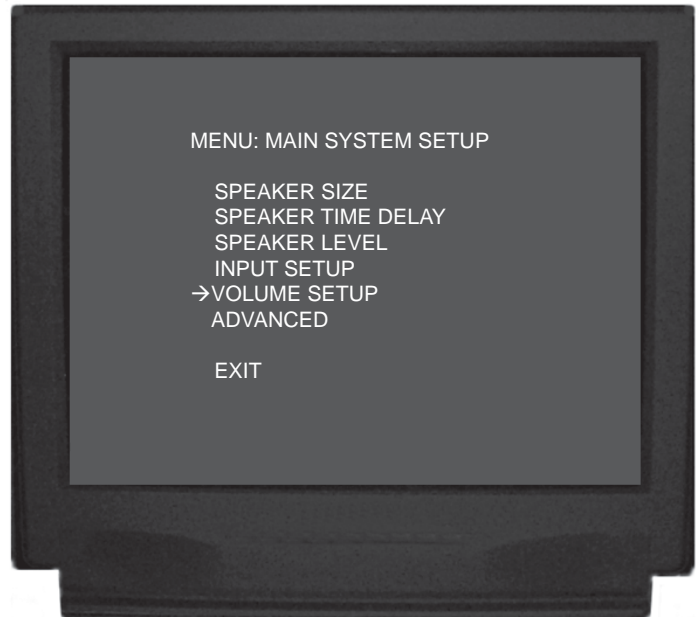 MENU: MAIN SYSTEM SETUP
SPEAKER SIZE
SPEAKER TIME DELAY
SPEAKER LEVEL
INPUT SETUP
→VOLUME SETUP
ADVANCED
EXIT